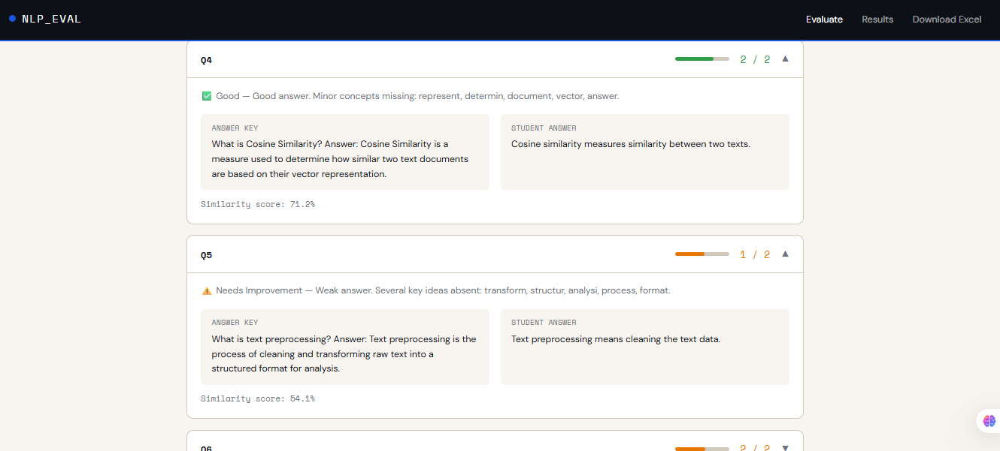 NLP_EVAL
Evaluate
Results
Download Excel
Q4
2 / 2
▲
✅ Good — Good answer. Minor concepts missing: represent, determin, document, vector, answer.
ANSWER KEY
What is Cosine Similarity? Answer: Cosine Similarity is a
measure used to determine how similar two text documents
are based on their vector representation.
STUDENT ANSWER
Cosine similarity measures similarity between two texts.
Similarity score: 71.2%
Q5
1 / 2
▲
⚠️ Needs Improvement — Weak answer. Several key ideas absent: transform, structur, analysi, process, format.
ANSWER KEY
What is text preprocessing? Answer: Text preprocessing is the
process of cleaning and transforming raw text into a
structured format for analysis.
STUDENT ANSWER
Text preprocessing means cleaning the text data.
Similarity score: 54.1%
Q6
2 / 2
▼